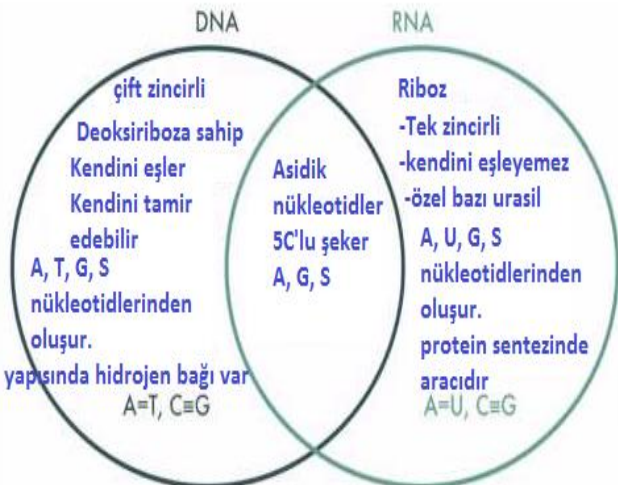 DNA
RNA
çift zincirli
Deoksiriboza sahip
Kendini eşler
Kendini tamir
edebilir
A, T, G, S
nükleotidlerinden
oluşur.
yapısında hidrojen bağı var
A=T, C≡G
Asidik
nükleotidler
5C'lu şeker
A, G, S
Riboz
-Tek zincirli
-kendini eşleyemez
-özel bazı urasil
A, U, G, S
nükleotidlerinden
oluşur.
protein sentezinde
aracıdır
A=U, C≡G